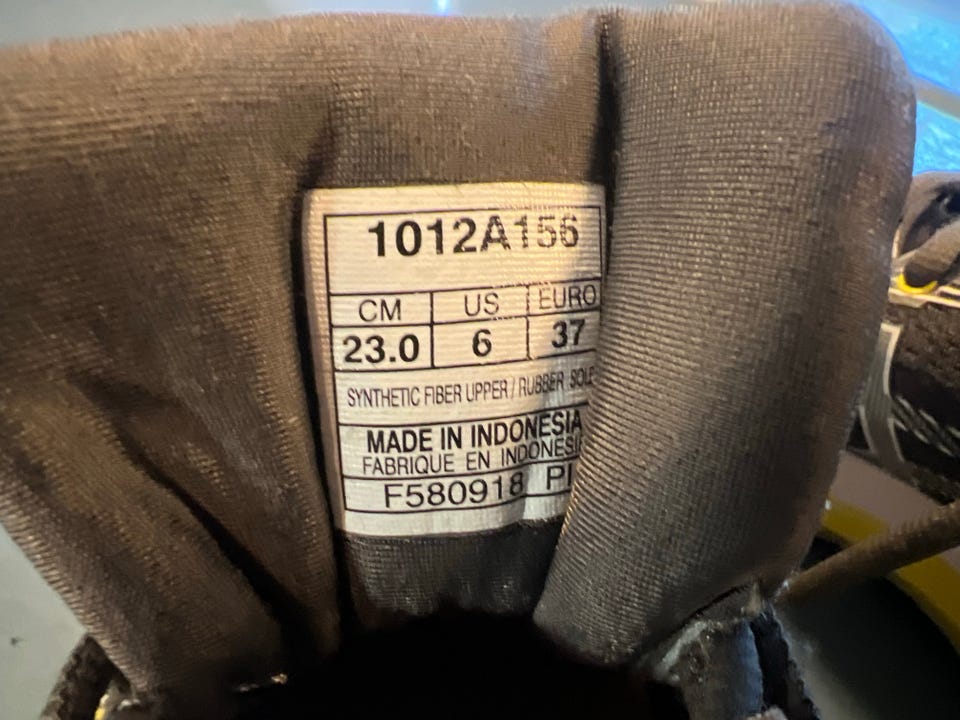 1012A156
CM US EURO
23.0 6 37
SYNTHETIC FIBER UPPER / RUBBER SOLE
MADE IN INDONESIA
FABRIQUE EN INDONESIE
F580918